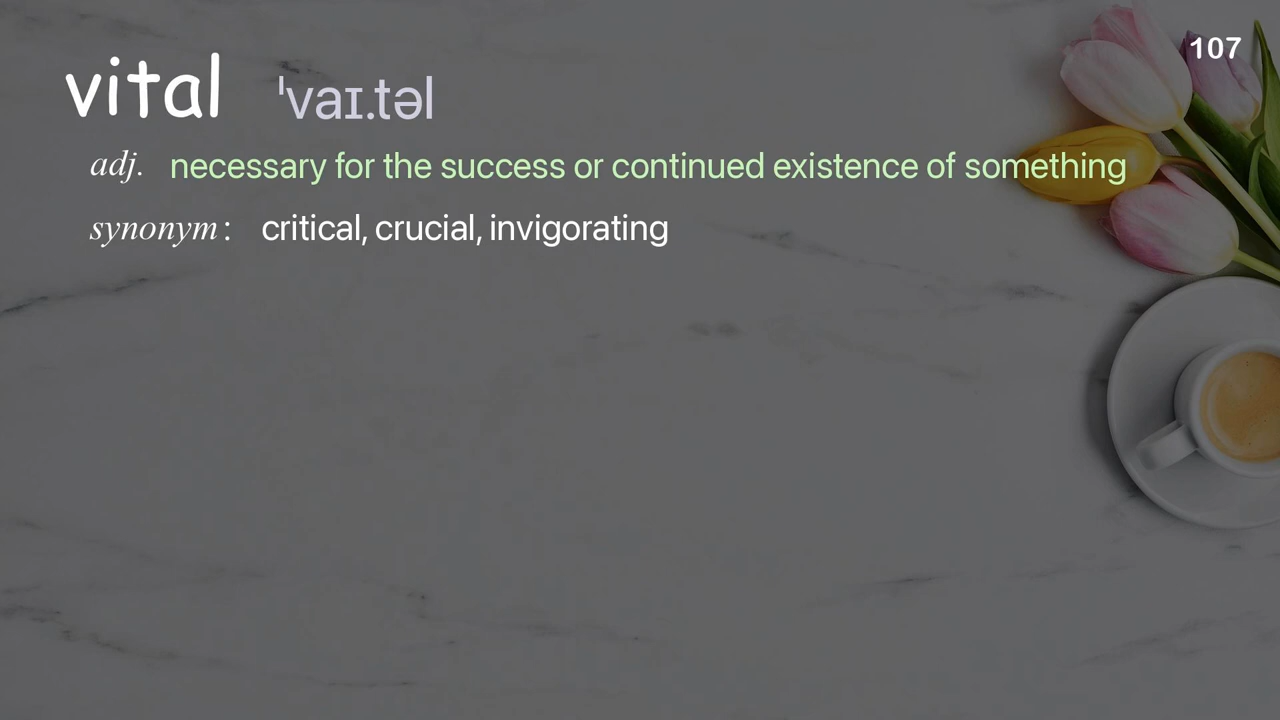 107
vital ˈvaɪ.təl
adj. necessary for the success or continued existence of something
synonym : critical, crucial, invigorating